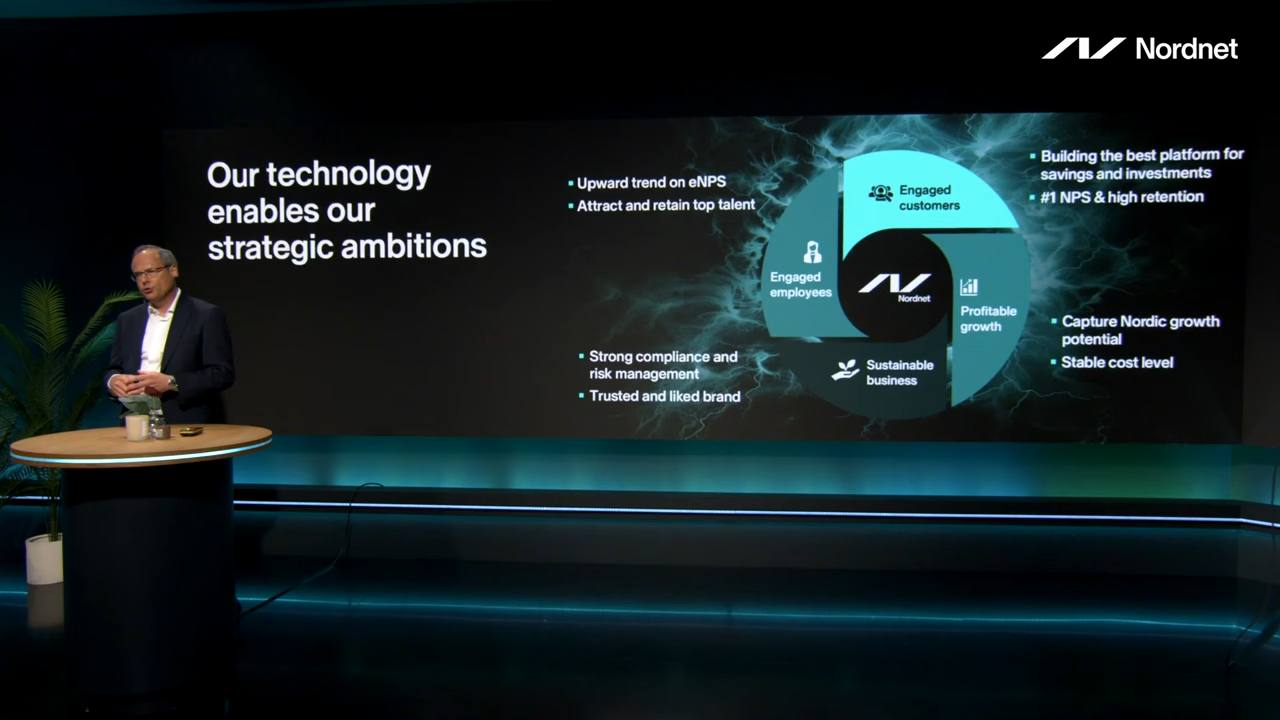 Nordnet
Our technology
enables our
strategic ambitions
Upward trend on eNPS
Attract and retain top talent
Engaged
customers
Building the best platform for
savings and investments
#1 NPS & high retention
Engaged
employees
Nordnet
Profitable
growth
Capture Nordic growth
potential
Stable cost level
Strong compliance and
risk management
Trusted and liked brand
Sustainable
business